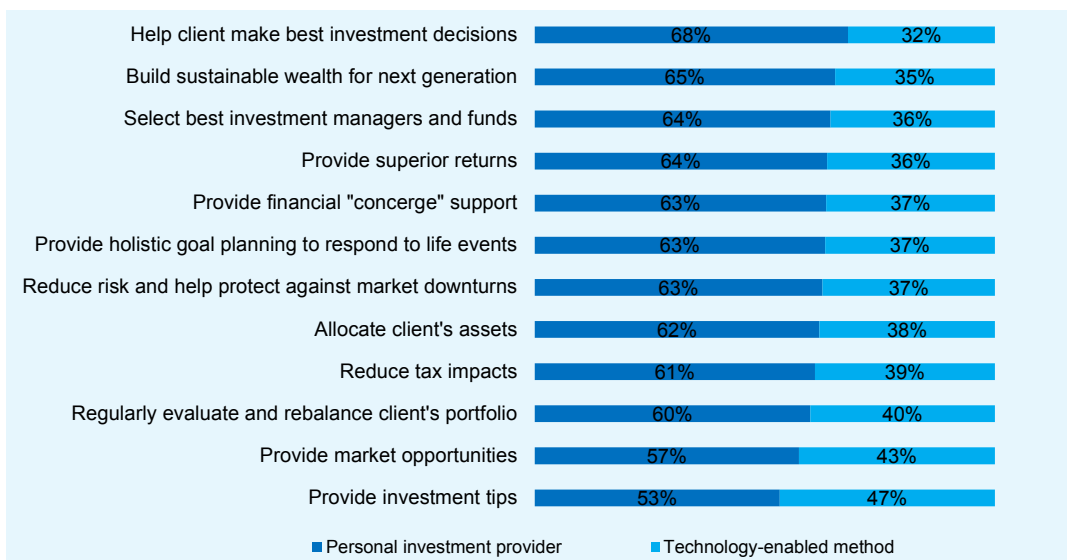 Help client make best investment decisions 68% 32%
Build sustainable wealth for next generation 65% 35%
Select best investment managers and funds 64% 36%
Provide superior returns 64% 36%
Provide financial "concerge" support 63% 37%
Provide holistic goal planning to respond to life events 63% 37%
Reduce risk and help protect against market downturns 63% 37%
Allocate client's assets 62% 38%
Reduce tax impacts 61% 39%
Regularly evaluate and rebalance client's portfolio 60% 40%
Provide market opportunities 57% 43%
Provide investment tips 53% 47%
Personal investment provider Technology-enabled method